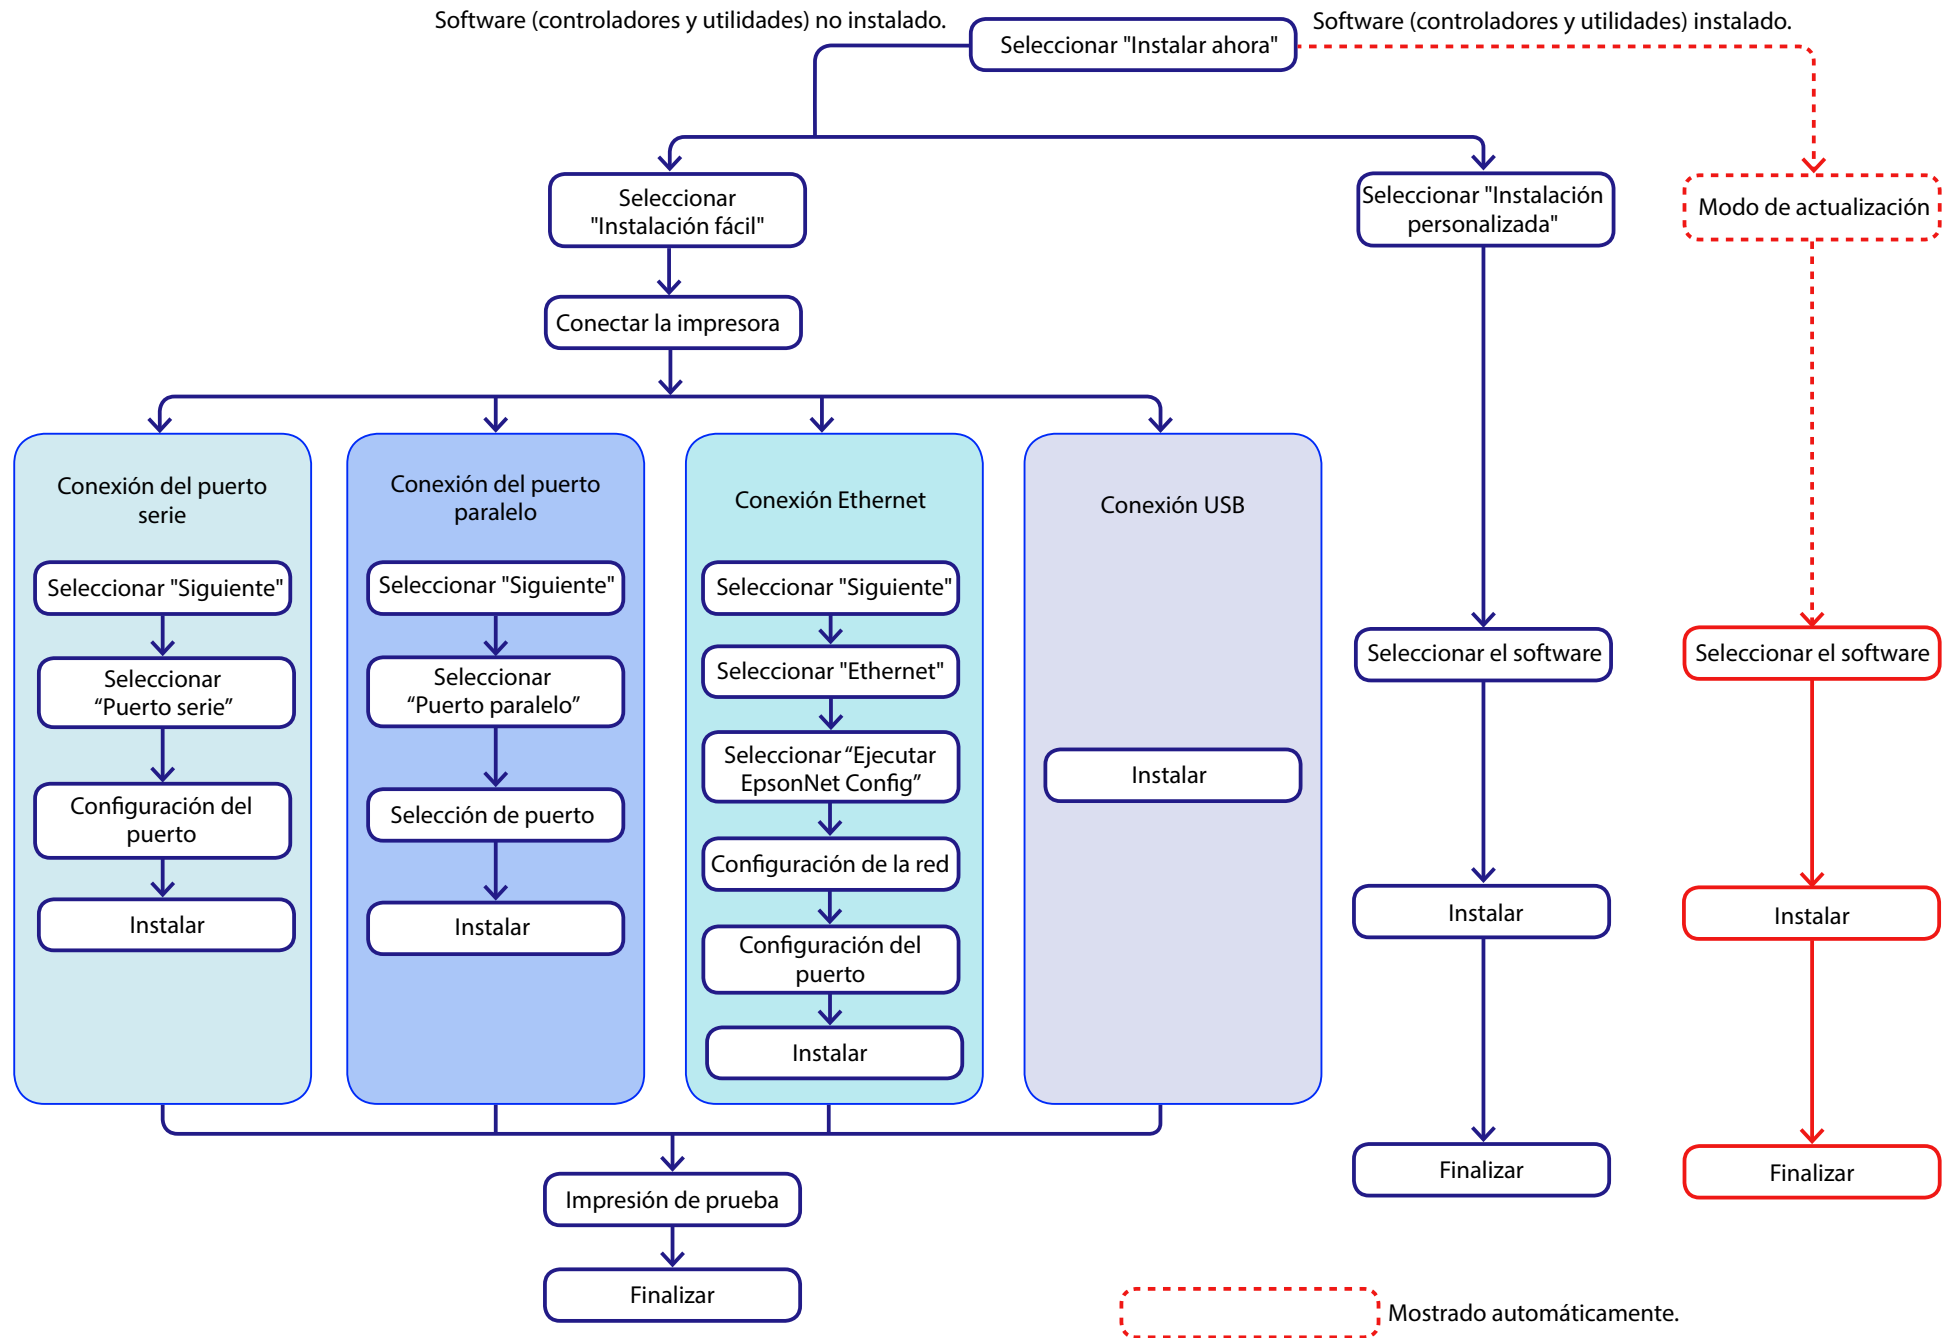 Software (controladores y utilidades) no instalado.
Seleccionar "Instalar ahora"
Software (controladores y utilidades) instalado.
Seleccionar
"Instalación fácil"
Seleccionar "Instalación
personalizada"
Modo de actualización
Conectar la impresora
Conexión del puerto
serie
Seleccionar "Siguiente"
Seleccionar
“Puerto serie”
Configuración del
puerto
Instalar
Conexión del puerto
paralelo
Seleccionar "Siguiente"
Seleccionar
“Puerto paralelo”
Selección de puerto
Instalar
Conexión Ethernet
Seleccionar "Siguiente"
Seleccionar "Ethernet"
Seleccionar “Ejecutar
EpsonNet Config”
Configuración de la red
Configuración del
puerto
Instalar
Conexión USB
Instalar
Seleccionar el software
Instalar
Finalizar
Seleccionar el software
Instalar
Finalizar
Impresión de prueba
Finalizar
Mostrado automáticamente.